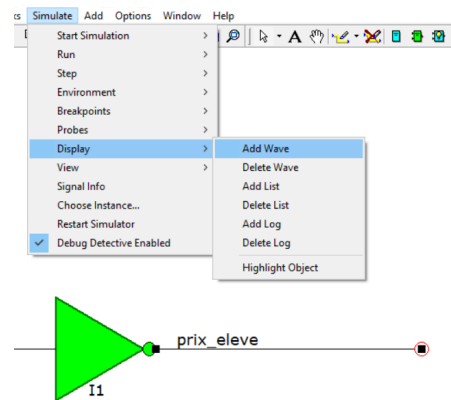 Simulate Add Options Window Help
Start Simulation >
A
Run >
Step >
Environment >
Breakpoints >
Probes >
Display >
Add Wave
View >
Delete Wave
Signal Info
Add List
Choose Instance...
Delete List
Restart Simulator
Add Log
✓ Debug Detective Enabled
Delete Log
Highlight Object
prix_eleve
I1